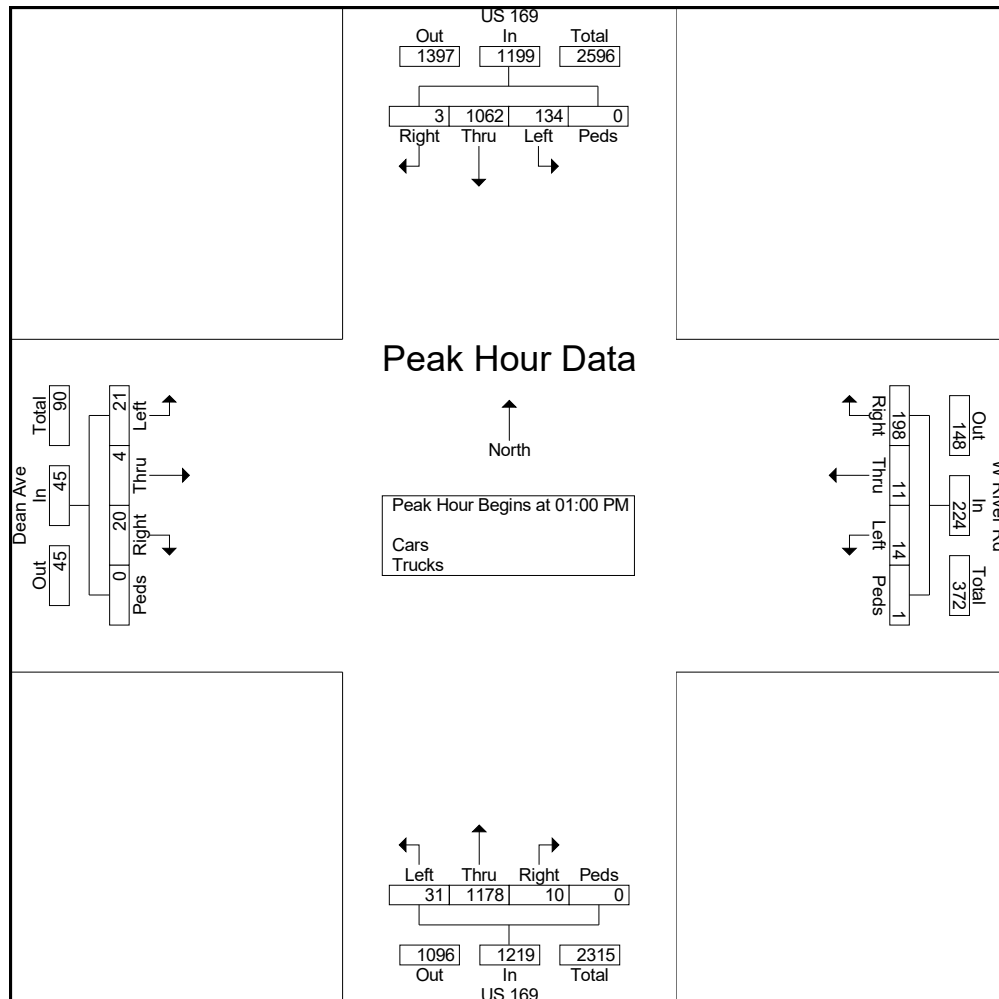 US 169
Out In Total
1397 1199 2596
3 1062 134 0
Right Thru Left Peds
Peak Hour Data
North
Peak Hour Begins at 01:00 PM
Cars
Trucks
Dean Ave
Out In Total
45 45 90
21 4 20 0
Left Thru Right Peds
Out In Total
148 224 372
198 11 14 1
Right Thru Left Peds
W River Rd
Left Thru Right Peds
31 1178 10 0
1096 1219 2315
Out In Total
US 169